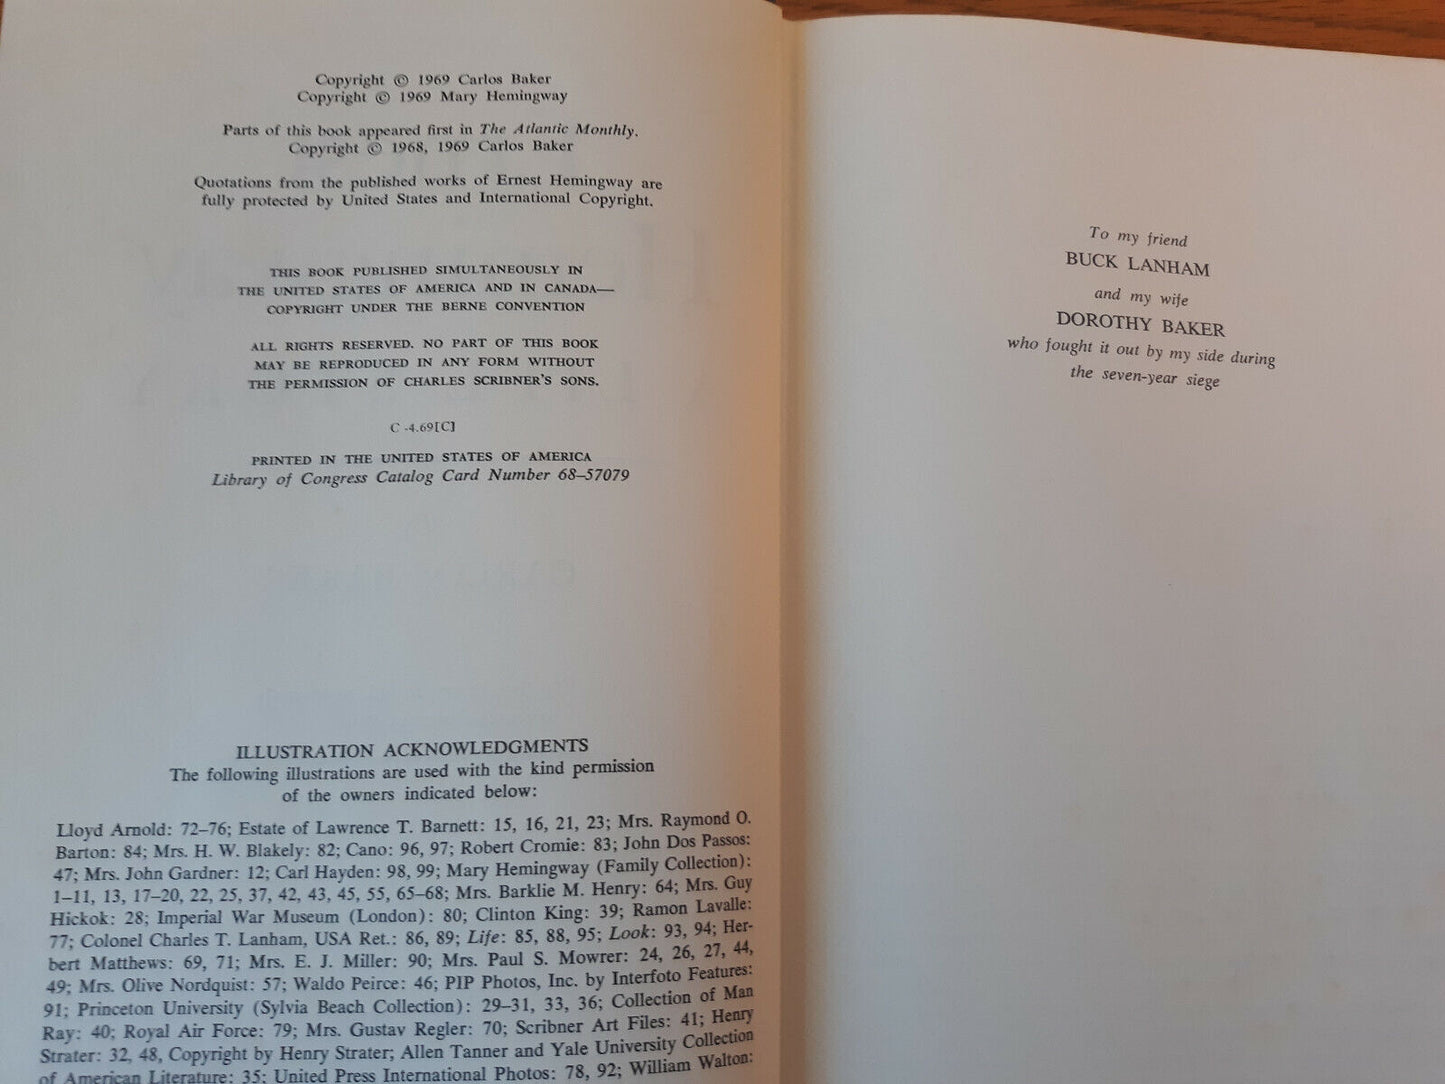 Copyright © 1969 Carlos Baker
Copyright © 1969 Mary Hemingway
Parts of this book appeared first in The Atlantic Monthly.
Copyright © 1968, 1969 Carlos Baker
Quotations from the published works of Ernest Hemingway are
fully protected by United States and International Copyright.
THIS BOOK PUBLISHED SIMULTANEOUSLY IN
THE UNITED STATES OF AMERICA AND IN CANADA—
COPYRIGHT UNDER THE BERNE CONVENTION
ALL RIGHTS RESERVED. NO PART OF THIS BOOK
MAY BE REPRODUCED IN ANY FORM WITHOUT
THE PERMISSION OF CHARLES SCRIBNER'S SONS.
C -4.69[C]
PRINTED IN THE UNITED STATES OF AMERICA
Library of Congress Catalog Card Number 68–57079
ILLUSTRATION ACKNOWLEDGMENTS
The following illustrations are used with the kind permission
of the owners indicated below:
Lloyd Arnold: 72–76; Estate of Lawrence T. Barnett: 15, 16, 21, 23; Mrs. Raymond O.
Barton: 84; Mrs. H. W. Blakely: 82; Cano: 96, 97; Robert Cromie: 83; John Dos Passos:
47; Mrs. John Gardner: 12; Carl Hayden: 98, 99; Mary Hemingway (Family Collection):
1–11, 13, 17–20, 22, 25, 37, 42, 43, 45, 55, 65–68; Mrs. Barklie M. Henry: 64; Mrs. Guy
Hickok: 28; Imperial War Museum (London): 80; Clinton King: 39; Ramon Lavalle:
77; Colonel Charles T. Lanham, USA Ret.: 86, 89; Life: 85, 88, 95; Look: 93, 94; Her-
bert Matthews: 69, 71; Mrs. E. J. Miller: 90; Mrs. Paul S. Mowrer: 24, 26, 27, 44,
49; Mrs. Olive Nordquist: 57; Waldo Peirce: 46; PIP Photos, Inc. by Interfoto Features:
91; Princeton University (Sylvia Beach Collection): 29–31, 33, 36; Collection of Man
Ray: 40; Royal Air Force: 79; Mrs. Gustav Regler: 70; Scribner Art Files: 41; Henry
Strater: 32, 48, Copyright by Henry Strater; Allen Tanner and Yale University Collection
of American Literature: 35; United Press International Photos: 78, 92; William Walton:
To my friend
BUCK LANHAM
and my wife
DOROTHY BAKER
who fought it out by my side during
the seven-year siege